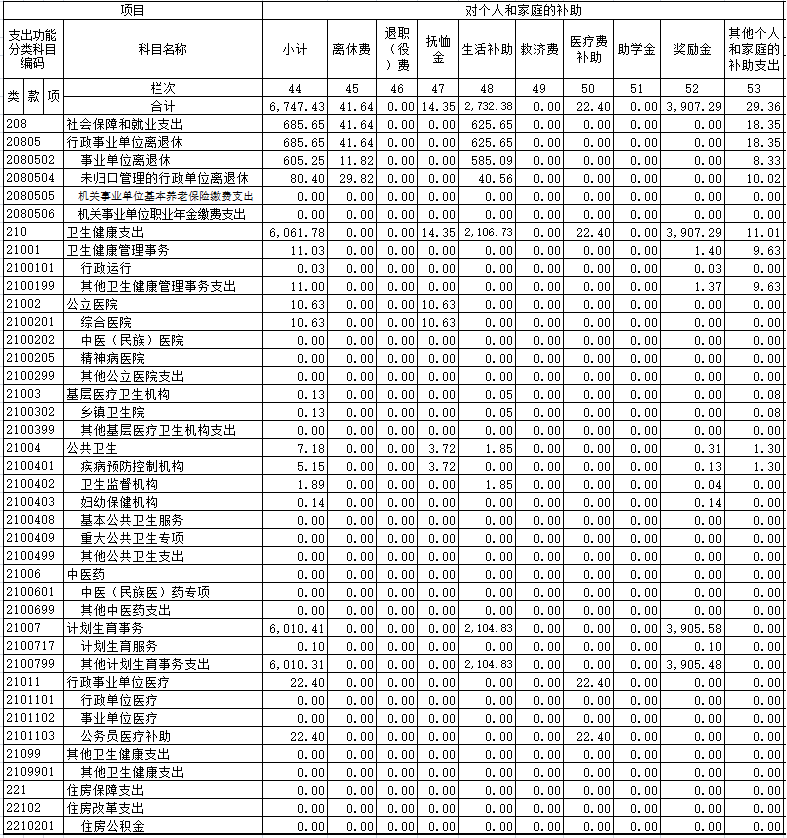 项目 对个人和家庭的补助
支出功能分类科目编码 科目名称 小计 离休费 退职（役）费 抚恤金 生活补助 救济费 医疗费补助 助学金 奖励金 其他个人和家庭的补助支出
类 款 项 栏次 44 45 46 47 48 49 50 51 52 53
合计 6,747.43 41.64 0.00 14.35 2,732.38 0.00 22.40 0.00 3,907.29 29.36
208 社会保障和就业支出 685.65 41.64 0.00 0.00 625.65 0.00 0.00 0.00 0.00 18.35
20805 行政事业单位离退休 685.65 41.64 0.00 0.00 625.65 0.00 0.00 0.00 0.00 18.35
2080502 事业单位离退休 605.25 11.82 0.00 0.00 585.09 0.00 0.00 0.00 0.00 8.33
2080504 未归口管理的行政单位离退休 80.40 29.82 0.00 0.00 40.56 0.00 0.00 0.00 0.00 10.02
2080505 机关事业单位基本养老保险缴费支出 0.00 0.00 0.00 0.00 0.00 0.00 0.00 0.00 0.00 0.00
2080506 机关事业单位职业年金缴费支出 0.00 0.00 0.00 0.00 0.00 0.00 0.00 0.00 0.00 0.00
210 卫生健康支出 6,061.78 0.00 0.00 14.35 2,106.73 0.00 22.40 0.00 3,907.29 11.01
21001 卫生健康管理事务 11.03 0.00 0.00 0.00 0.00 0.00 0.00 0.00 1.40 9.63
2100101 行政运行 0.03 0.00 0.00 0.00 0.00 0.00 0.00 0.00 0.03 0.00
2100199 其他卫生健康管理事务支出 11.00 0.00 0.00 0.00 0.00 0.00 0.00 0.00 1.37 9.63
21002 公立医院 10.63 0.00 0.00 10.63 0.00 0.00 0.00 0.00 0.00 0.00
2100201 综合医院 10.63 0.00 0.00 10.63 0.00 0.00 0.00 0.00 0.00 0.00
2100202 中医（民族）医院 0.00 0.00 0.00 0.00 0.00 0.00 0.00 0.00 0.00 0.00
2100205 精神病医院 0.00 0.00 0.00 0.00 0.00 0.00 0.00 0.00 0.00 0.00
2100299 其他公立医院支出 0.00 0.00 0.00 0.00 0.00 0.00 0.00 0.00 0.00 0.00
21003 基层医疗卫生机构 0.13 0.00 0.00 0.00 0.05 0.00 0.00 0.00 0.00 0.08
2100302 乡镇卫生院 0.13 0.00 0.00 0.00 0.05 0.00 0.00 0.00 0.00 0.08
2100399 其他基层医疗卫生机构支出 0.00 0.00 0.00 0.00 0.00 0.00 0.00 0.00 0.00 0.00
21004 公共卫生 7.18 0.00 0.00 3.72 1.85 0.00 0.00 0.00 0.31 1.30
2100401 疾病预防控制机构 5.15 0.00 0.00 3.72 0.00 0.00 0.00 0.00 0.13 1.30
2100402 卫生监督机构 1.89 0.00 0.00 0.00 1.85 0.00 0.00 0.00 0.04 0.00
2100403 妇幼保健机构 0.14 0.00 0.00 0.00 0.00 0.00 0.00 0.00 0.14 0.00
2100408 基本公共卫生服务 0.00 0.00 0.00 0.00 0.00 0.00 0.00 0.00 0.00 0.00
2100409 重大公共卫生专项 0.00 0.00 0.00 0.00 0.00 0.00 0.00 0.00 0.00 0.00
2100499 其他公共卫生支出 0.00 0.00 0.00 0.00 0.00 0.00 0.00 0.00 0.00 0.00
21006 中医药 0.00 0.00 0.00 0.00 0.00 0.00 0.00 0.00 0.00 0.00
2100601 中医（民族医）药专项 0.00 0.00 0.00 0.00 0.00 0.00 0.00 0.00 0.00 0.00
2100699 其他中医药支出 0.00 0.00 0.00 0.00 0.00 0.00 0.00 0.00 0.00 0.00
21007 计划生育事务 6,010.41 0.00 0.00 0.00 2,104.83 0.00 0.00 0.00 3,905.58 0.00
2100717 计划生育服务 0.10 0.00 0.00 0.00 0.00 0.00 0.00 0.00 0.10 0.00
2100799 其他计划生育事务支出 6,010.31 0.00 0.00 0.00 2,104.83 0.00 0.00 0.00 3,905.48 0.00
21011 行政事业单位医疗 22.40 0.00 0.00 0.00 0.00 0.00 22.40 0.00 0.00 0.00
2101101 行政单位医疗 0.00 0.00 0.00 0.00 0.00 0.00 0.00 0.00 0.00 0.00
2101102 事业单位医疗 0.00 0.00 0.00 0.00 0.00 0.00 0.00 0.00 0.00 0.00
2101103 公务员医疗补助 22.40 0.00 0.00 0.00 0.00 0.00 22.40 0.00 0.00 0.00
21099 其他卫生健康支出 0.00 0.00 0.00 0.00 0.00 0.00 0.00 0.00 0.00 0.00
2109901 其他卫生健康支出 0.00 0.00 0.00 0.00 0.00 0.00 0.00 0.00 0.00 0.00
221 住房保障支出 0.00 0.00 0.00 0.00 0.00 0.00 0.00 0.00 0.00 0.00
22102 住房改革支出 0.00 0.00 0.00 0.00 0.00 0.00 0.00 0.00 0.00 0.00
2210201 住房公积金 0.00 0.00 0.00 0.00 0.00 0.00 0.00 0.00 0.00 0.00